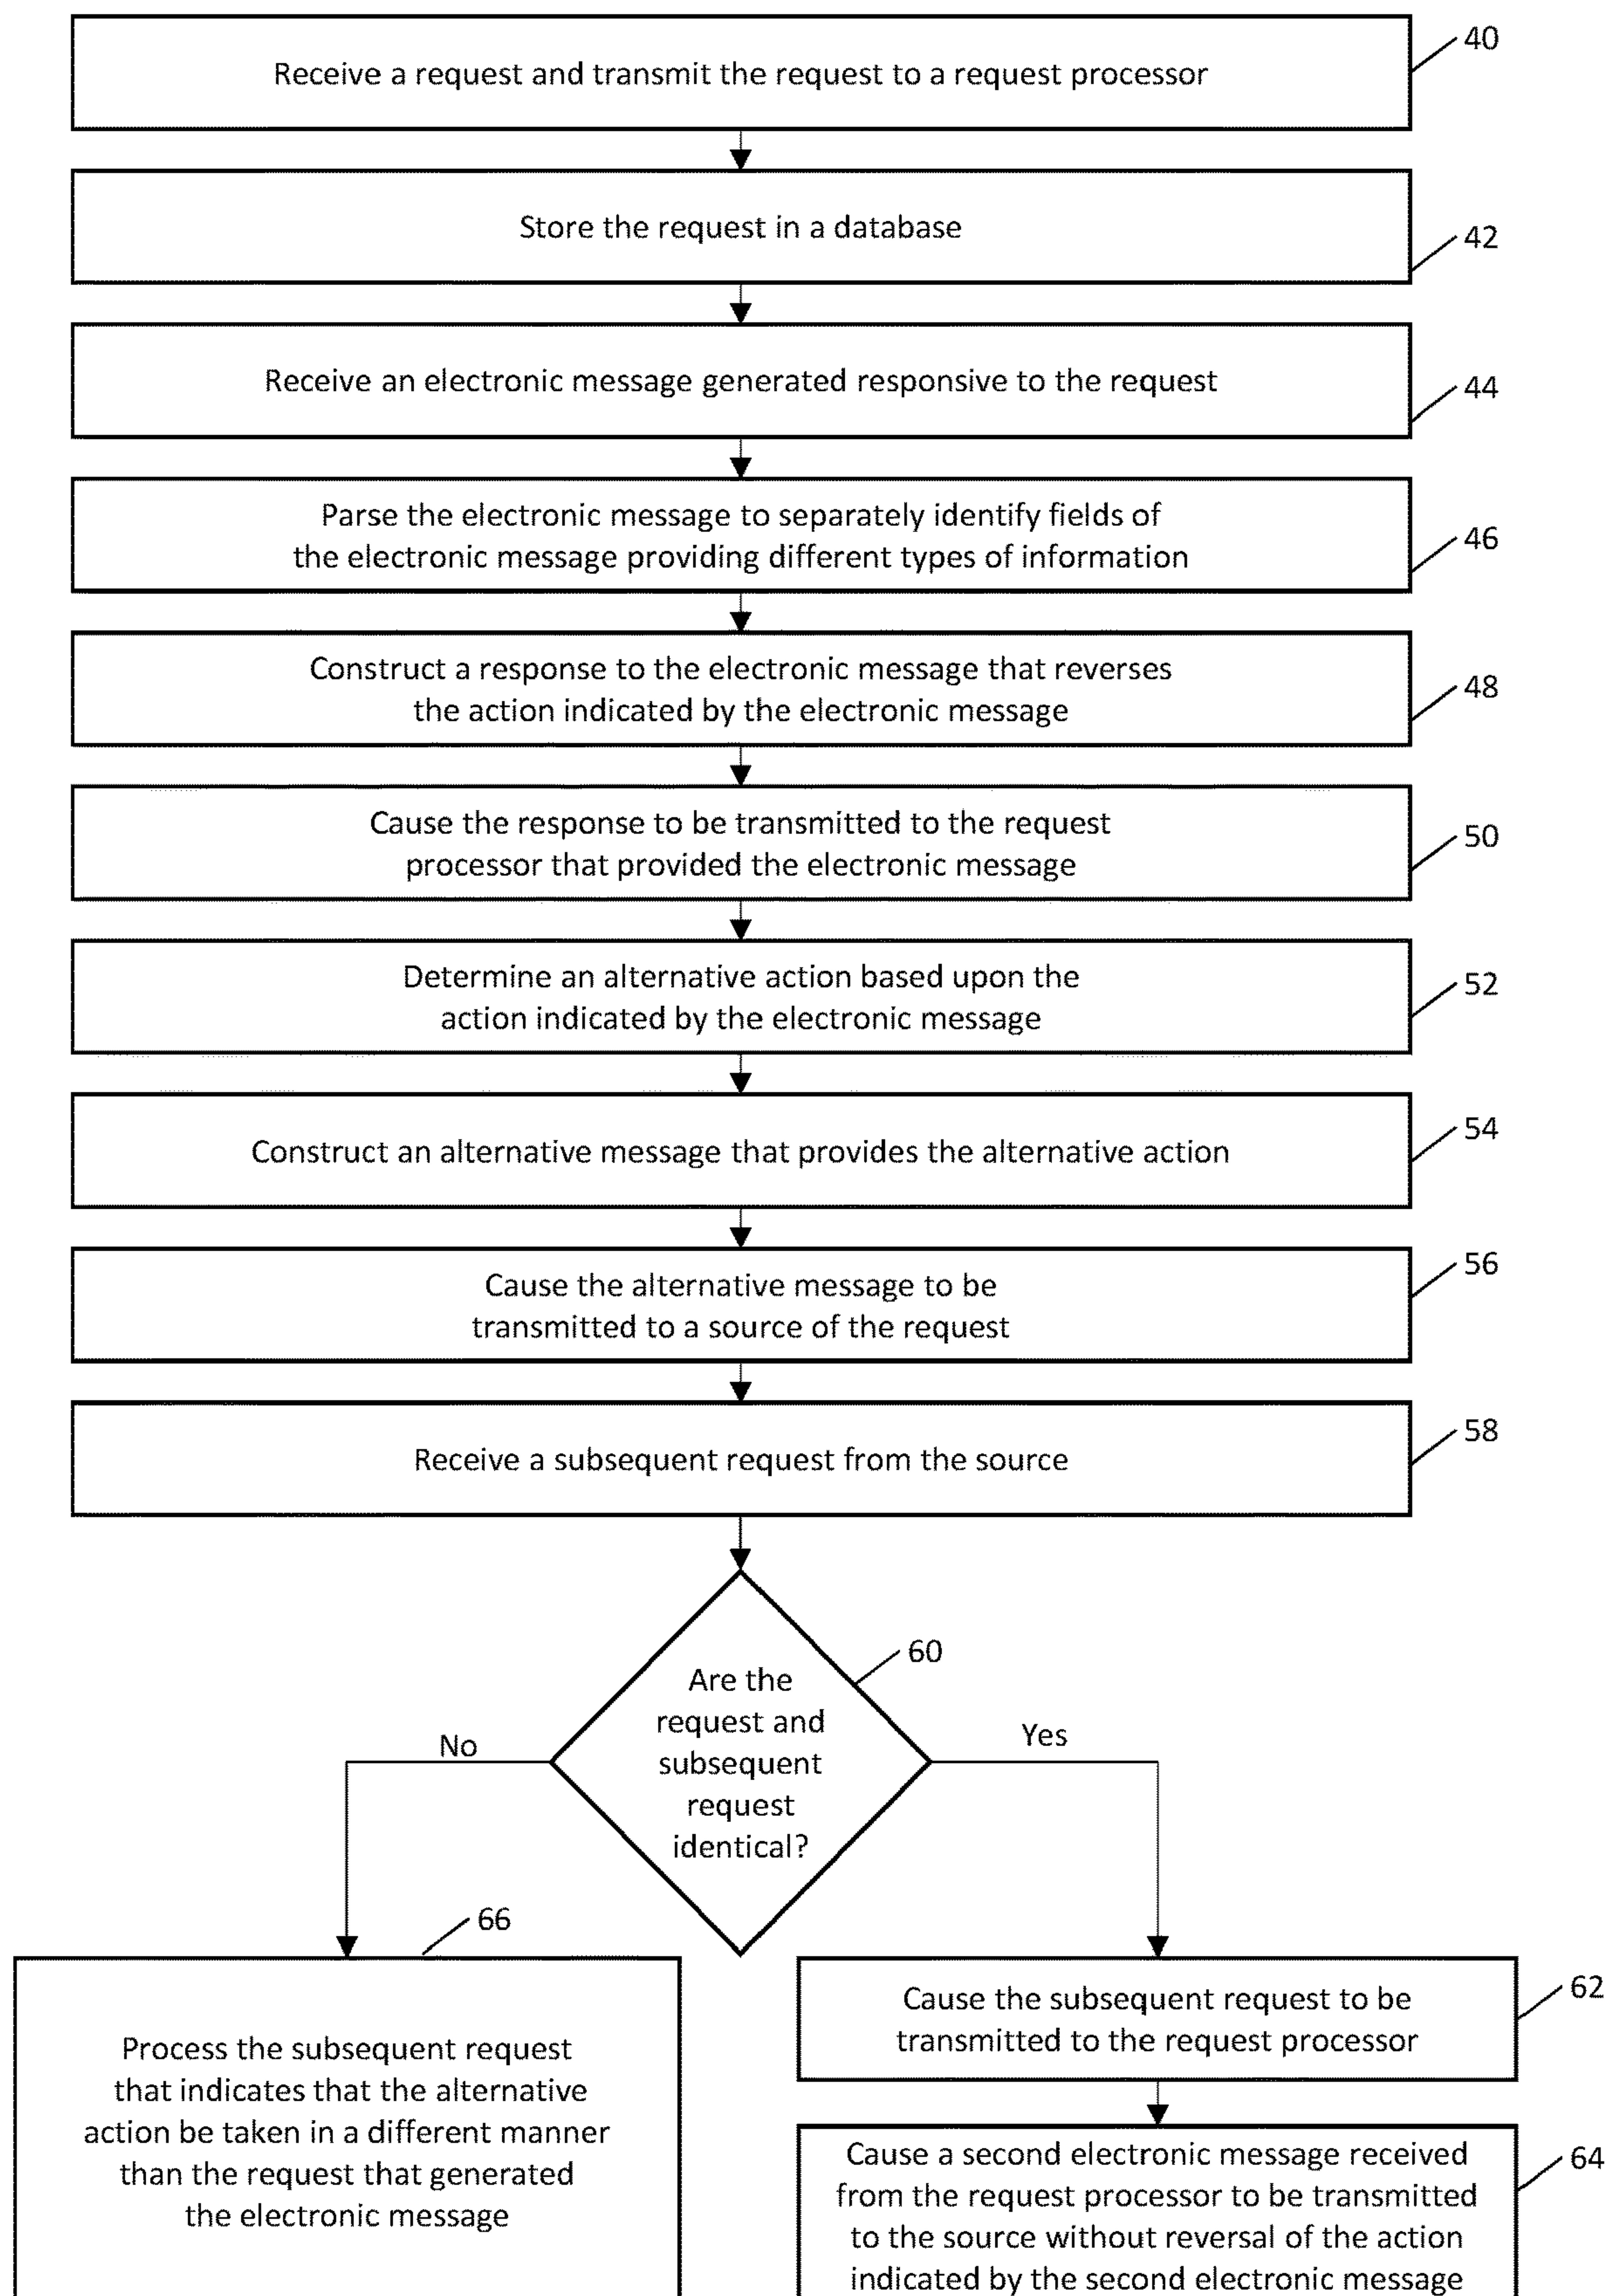 Receive a request and transmit the request to a request processor
40
Store the request in a database
42
Receive an electronic message generated responsive to the request
44
Parse the electronic message to separately identify fields of
the electronic message providing different types of information
46
Construct a response to the electronic message that reverses
the action indicated by the electronic message
48
Cause the response to be transmitted to the request
processor that provided the electronic message
50
Determine an alternative action based upon the
action indicated by the electronic message
52
Construct an alternative message that provides the alternative action
54
Cause the alternative message to be
transmitted to a source of the request
56
Receive a subsequent request from the source
58
Are the
request and
subsequent
request
identical?
60
No
Yes
66
Process the subsequent request
that indicates that the alternative
action be taken in a different manner
than the request that generated
the electronic message
Cause the subsequent request to be
transmitted to the request processor
62
Cause a second electronic message received
from the request processor to be transmitted
to the source without reversal of the action
indicated by the second electronic message
64